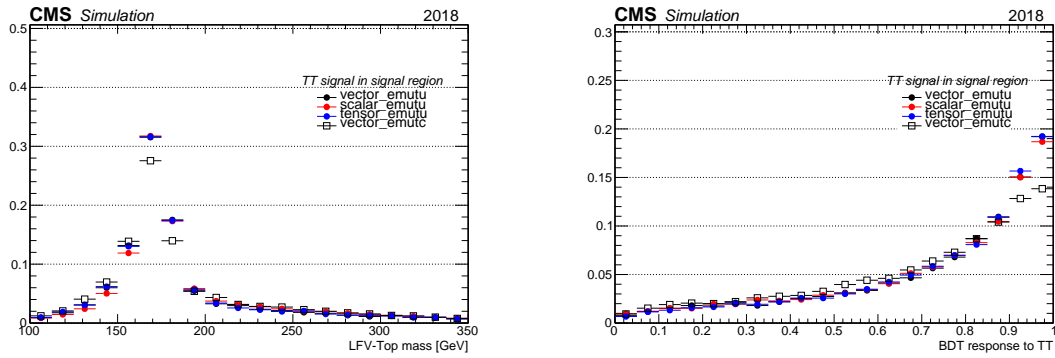 CMS Simulation 2018
0.5
0.4
0.3
0.2
0.1
0
TT signal in signal region
vector_emutu
scalar_emutu
tensor_emutu
vector_emutc
100 150 200 250 300 350
LFV-Top mass [GeV]
CMS Simulation 2018
0.3
0.25
0.2
0.15
0.1
0.05
0
TT signal in signal region
vector_emutu
scalar_emutu
tensor_emutu
vector_emutc
0 0.1 0.2 0.3 0.4 0.5 0.6 0.7 0.8 0.9 1
BDT response to TT